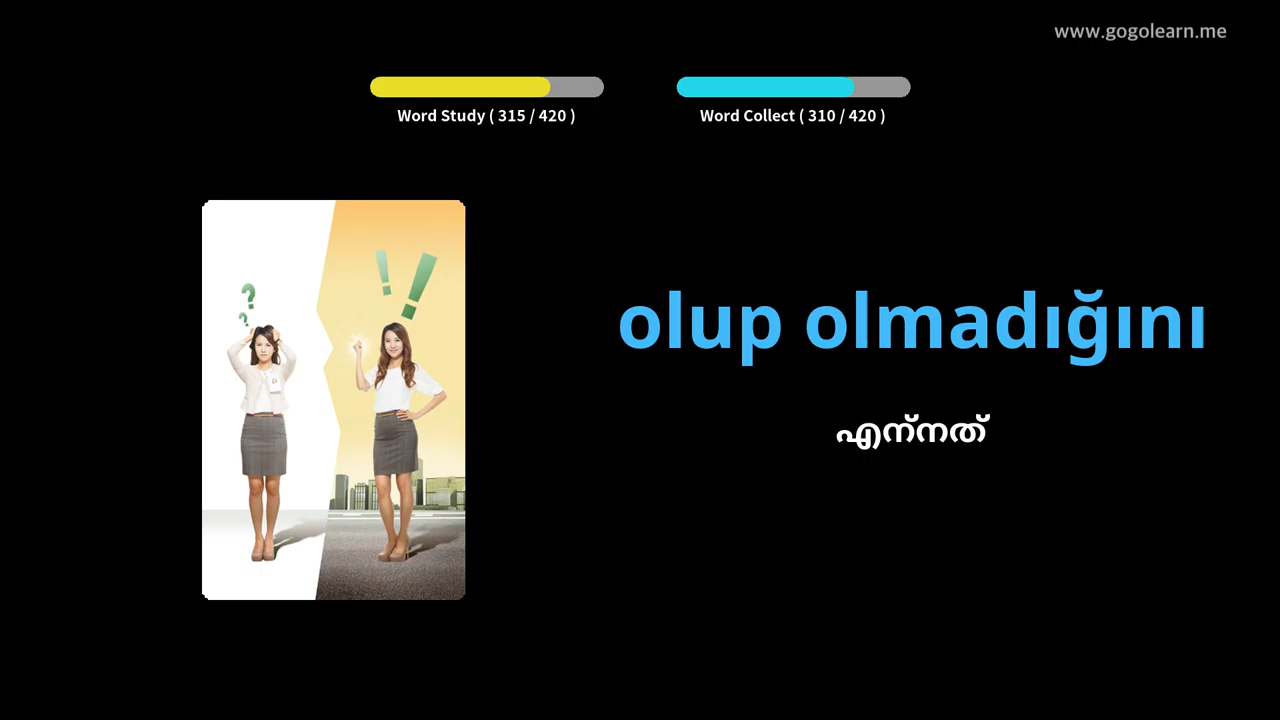 www.gogolearn.me
Word Study ( 315 / 420 )
Word Collect ( 310 / 420 )
olup olmadığını
എന്നത്